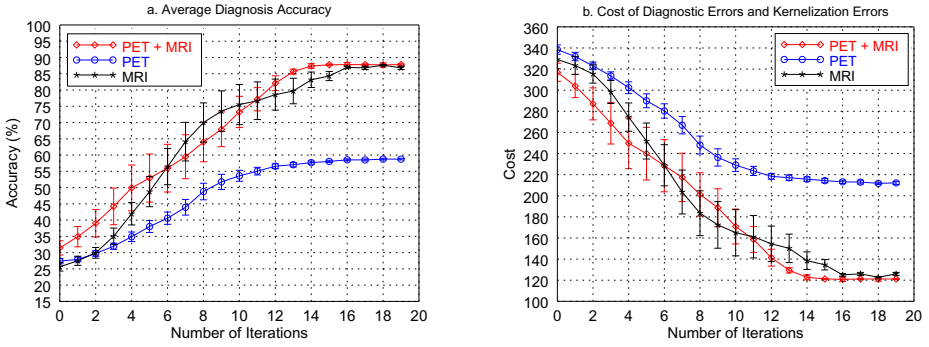 a. Average Diagnosis Accuracy
100
95
90
85
80
75
70
65
60
55
50
45
40
35
30
25
20
15
Accuracy (%)
PET + MRI
PET
MRI
0 2 4 6 8 10 12 14 16 18 20
Number of Iterations
b. Cost of Diagnostic Errors and Kernelization Errors
360
340
320
300
280
260
240
220
200
180
160
140
120
100
Cost
PET + MRI
PET
MRI
0 2 4 6 8 10 12 14 16 18 20
Number of Iterations